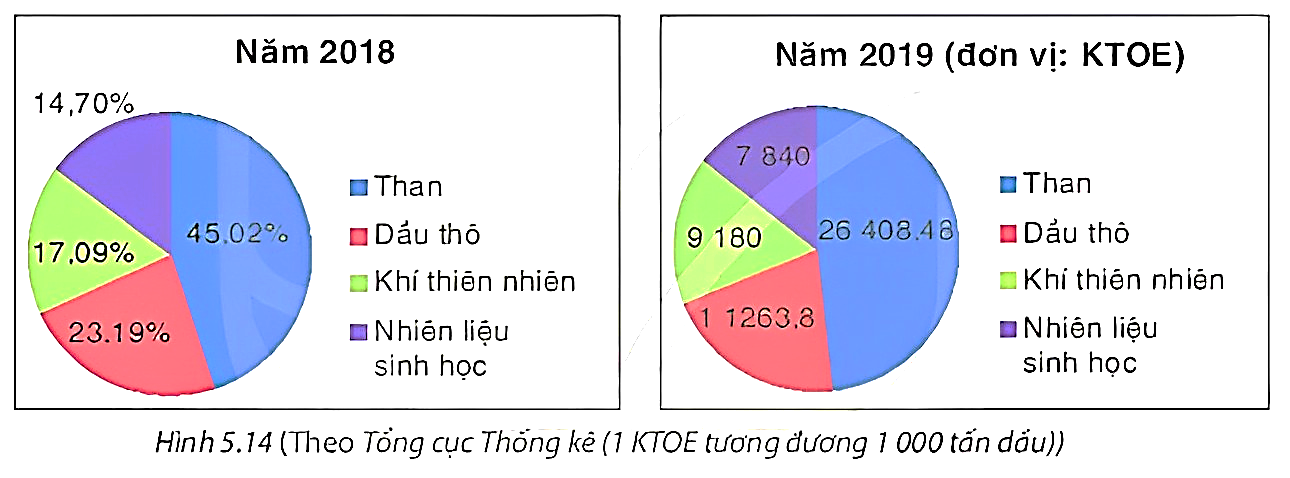 Năm 2018
14,70%
45.02%
17,09%
23.19%
Than
Dầu thô
Khí thiên nhiên
Nhiên liệu
sinh học
Năm 2019 (đơn vị: KTOE)
7 840
26 408.48
9 180
1 1263,8
Than
Dầu thô
Khí thiên nhiên
Nhiên liệu
sinh học
Hình 5.14 (Theo Tổng cục Thống kê (1 KTOE tương đương 1 000 tấn dầu))